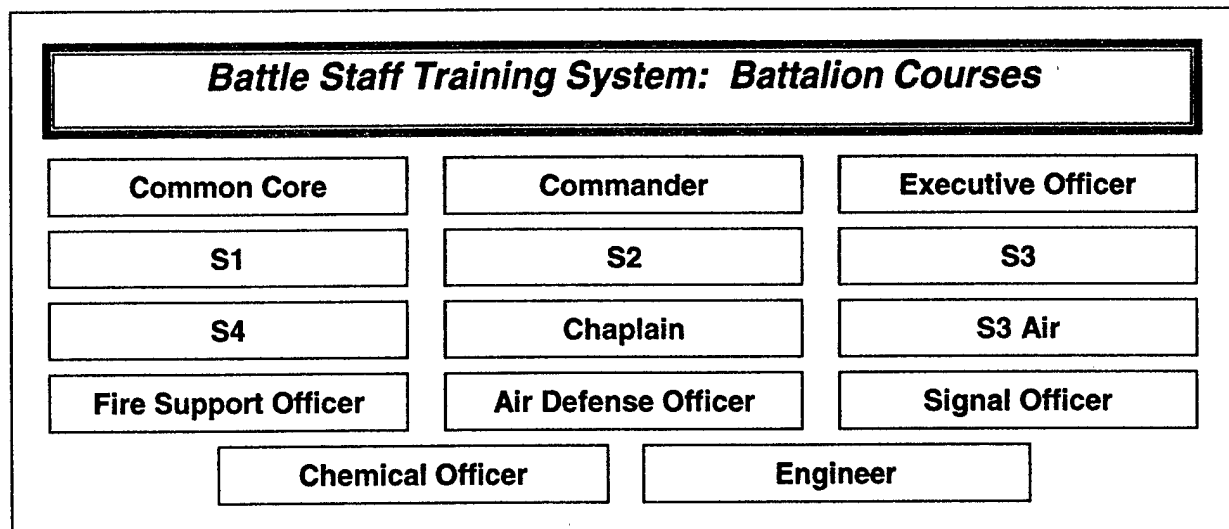 Battle Staff Training System: Battalion Courses
Common Core Commander Executive Officer
S1 S2 S3
S4 Chaplain S3 Air
Fire Support Officer Air Defense Officer Signal Officer
Chemical Officer Engineer